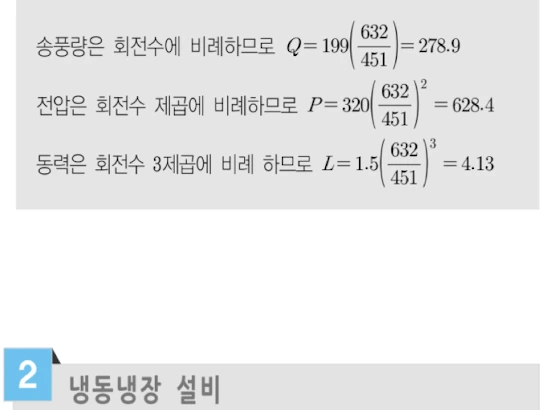 송풍량은 회전수에 비례하므로 Q=199(632/451)=278.9
전압은 회전수 제곱에 비례하므로 P=320(632/451)²=628.4
동력은 회전수 3제곱에 비례 하므로 L=1.5(632/451)³=4.13
2 냉동냉장 설비